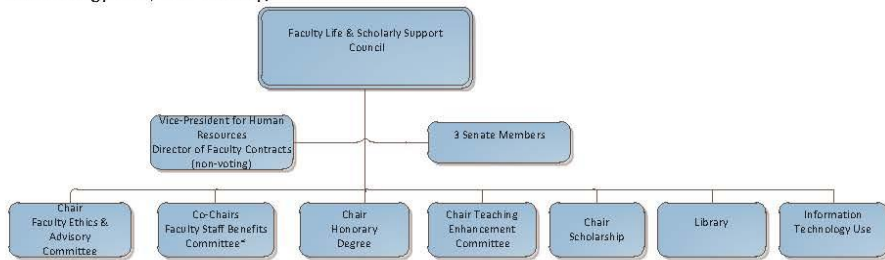 Faculty Life & Scholarly Support
Council
Vice-President for Human
Resources
Director of Faculty Contracts
(non-voting)
3 Senate Members
Chair
Faculty Ethics &
Advisory
Committee
Co-Chairs
Faculty Staff Benefits
Committee*
Chair
Honorary
Degree
Chair Teaching
Enhancement
Committee
Chair
Scholarship
Library
Information
Technology Use